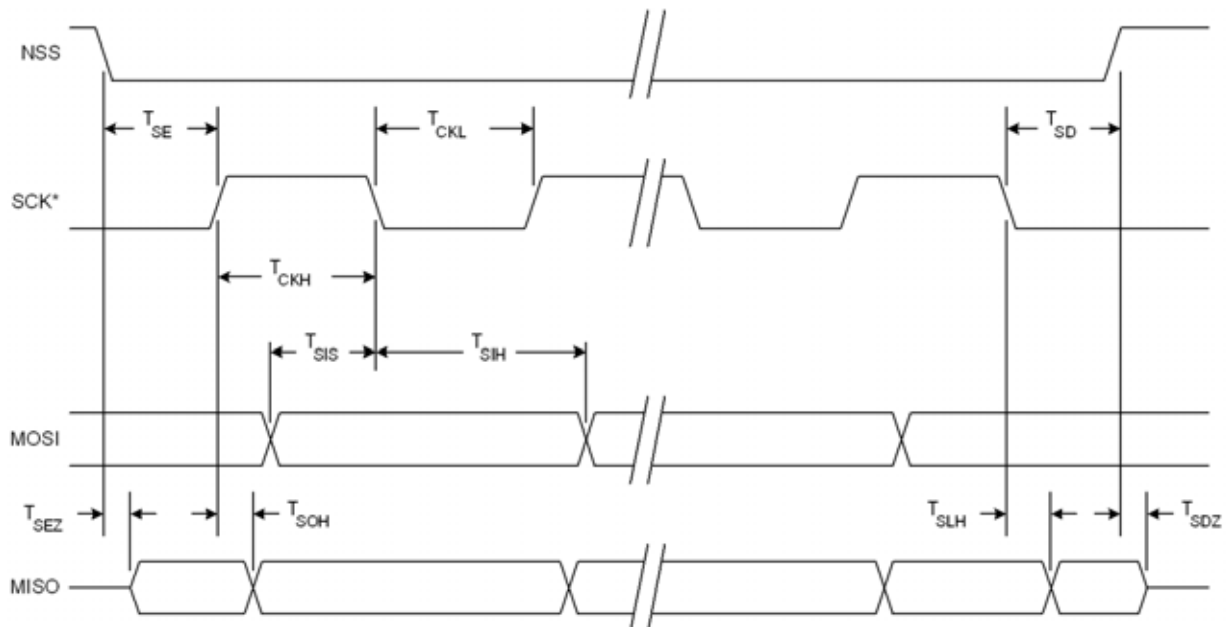 NSS
T SE
T CKL
T SD
SCK*
T CKH
T SIS
T SIH
MOSI
T SEZ
T SOH
T SLH
T SDZ
MISO